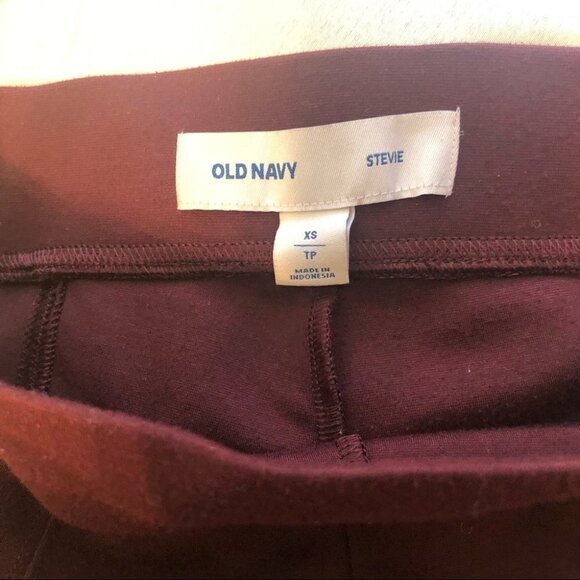 OLD NAVY STEVIE
XS
TP
MADE IN
INDONESIA